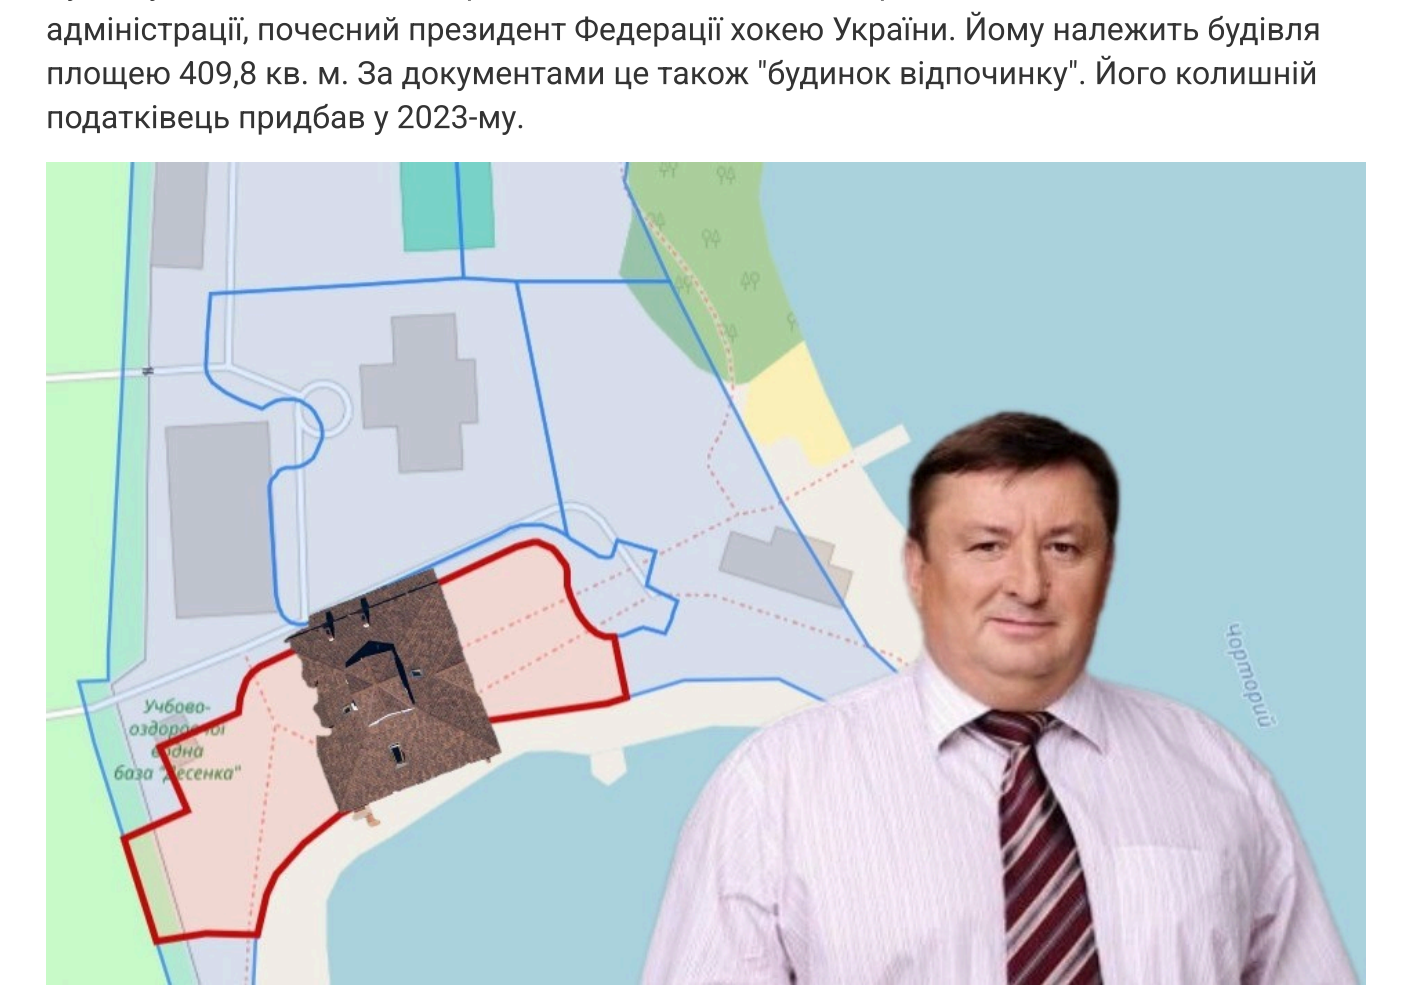 адміністрації, почесний президент Федерації хокею України. Йому належить будівля
площею 409,8 кв. м. За документами це також "будинок відпочинку". Його колишній
податківець придбав у 2023-му.
Учбово-
база
Чорторий